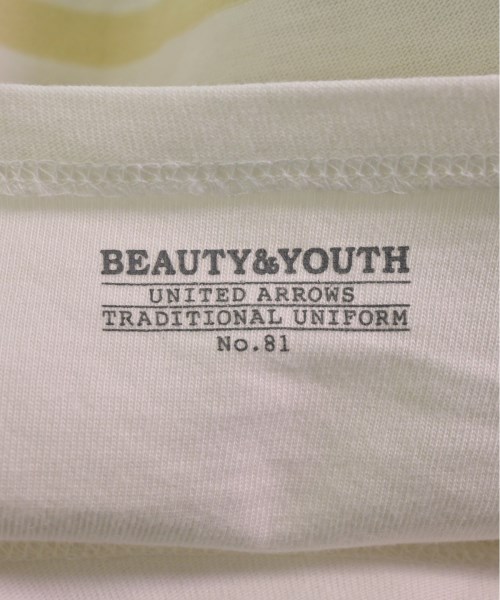 BEAUTY&YOUTH
UNITED ARROWS
TRADITIONAL UNIFORM
No.81